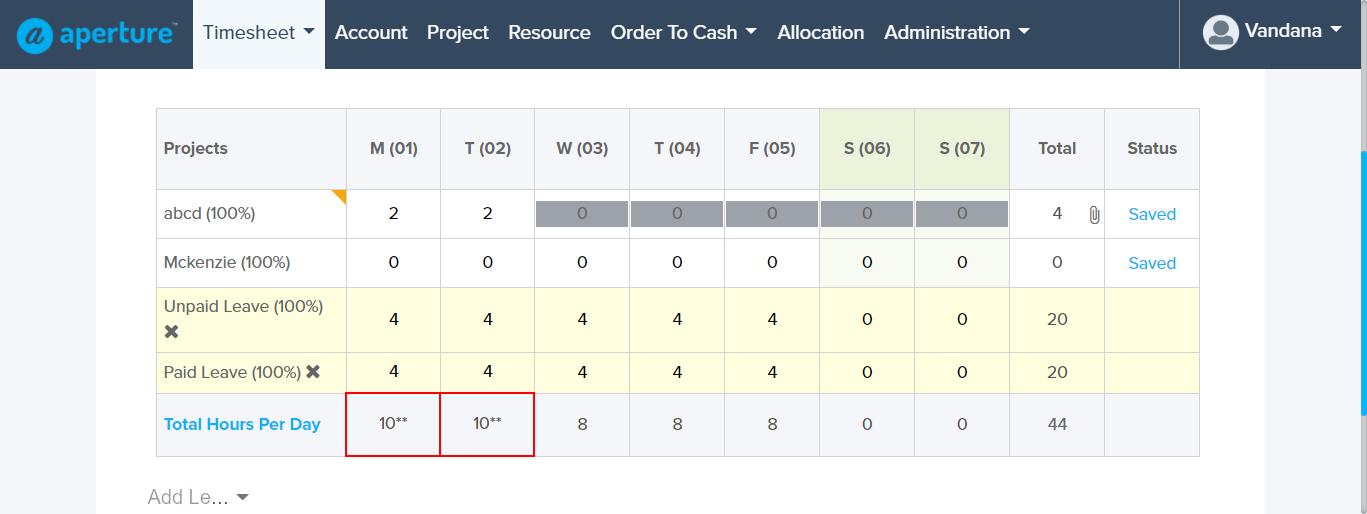 aperture™ Timesheet Account Project Resource Order To Cash Allocation Administration Vandana
Projects M (01) T (02) W (03) T (04) F (05) S (06) S (07) Total Status
abcd (100%) 2 2 0 0 0 0 0 4 Saved
Mckenzie (100%) 0 0 0 0 0 0 0 0 Saved
Unpaid Leave (100%) 4 4 4 4 4 0 0 20
Paid Leave (100%) 4 4 4 4 4 0 0 20
Total Hours Per Day 10** 10** 8 8 8 0 0 44
Add Le...